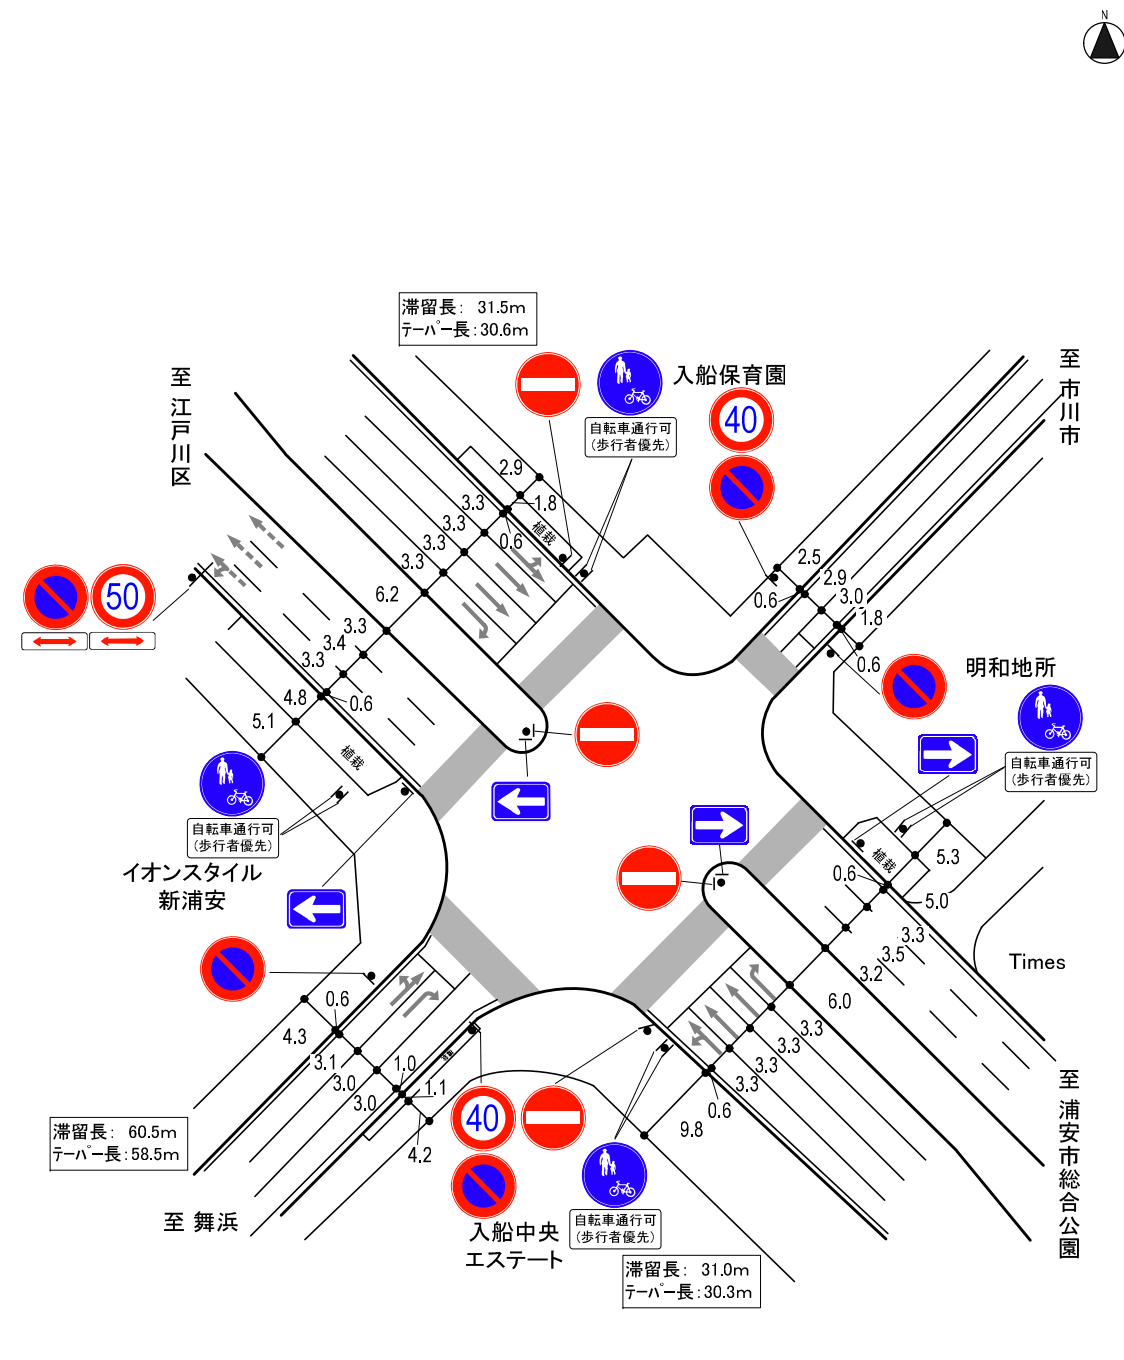 N
滞留長: 31.5m
テーパー長:30.6m
至 江戸川区
自転車通行可
(歩行者優先)
入船保育園
40
至 市川市
2.9
3.3
1.8
3.3
0.6
植栽
3.3
3.3
6.2
2.5
2.9
0.6
3.0
1.8
0.6
50
3.3
3.4
3.3
0.6
4.8
5.1
植栽
明和地所
自転車通行可
(歩行者優先)
自転車通行可
(歩行者優先)
イオンスタイル
新浦安
植栽
0.6
5.3
5.0
3.3
3.5
3.2
6.0
Times
0.6
4.3
3.1
3.0
3.0
1.0
1.1
4.2
3.3
3.3
3.3
3.3
0.6
9.8
40
滞留長: 60.5m
テーパー長:58.5m
至 舞浜
入船中央
エステート
自転車通行可
(歩行者優先)
滞留長: 31.0m
テーパー長:30.3m
至 浦安市総合公園